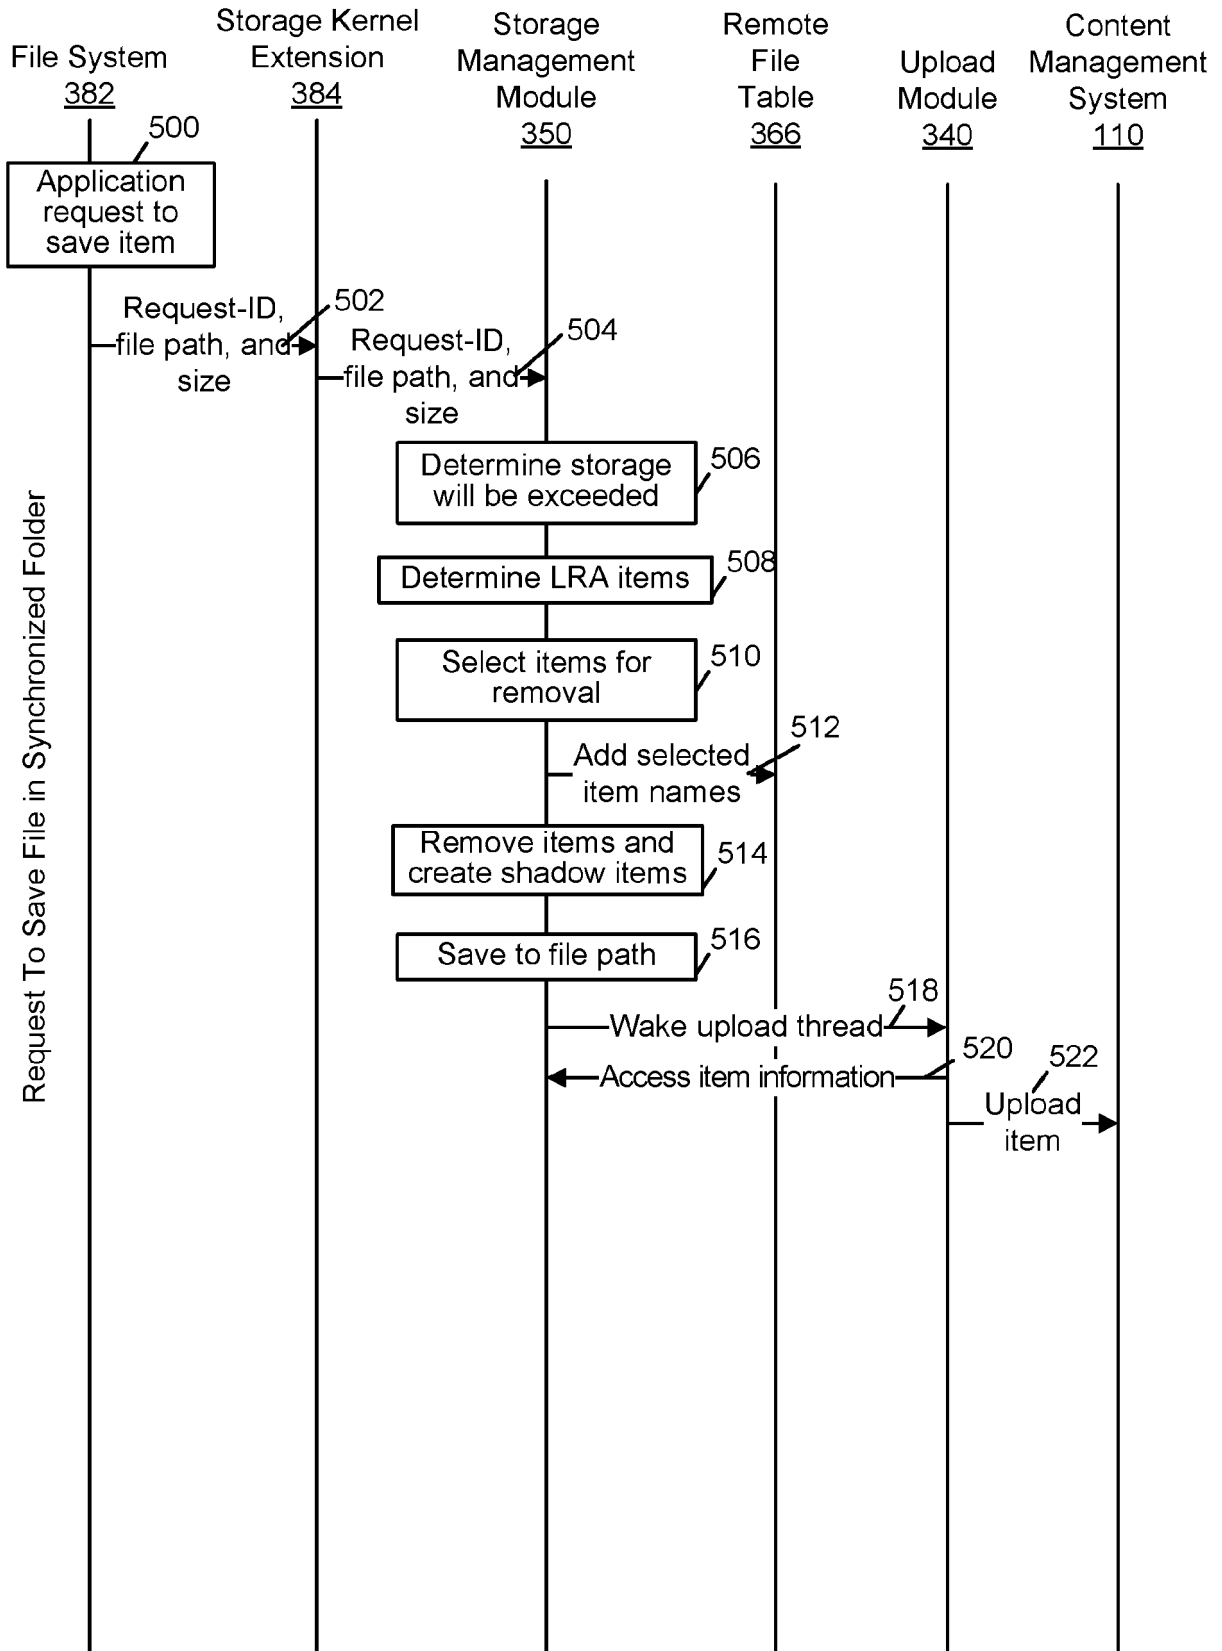 File System
382
Storage Kernel
Extension
384
Storage
Management
Module
350
Remote
File
Table
366
Upload
Module
340
Content
Management
System
110
500
Application
request to
save item
502
Request-ID,
file path, and
size
504
Request-ID,
file path, and
size
Determine storage
will be exceeded
506
Determine LRA items
508
Select items for
removal
510
512
Add selected
item names
Remove items and
create shadow items
514
Save to file path
516
518
Wake upload thread
520
Access item information
522
Upload
item
Request To Save File in Synchronized Folder